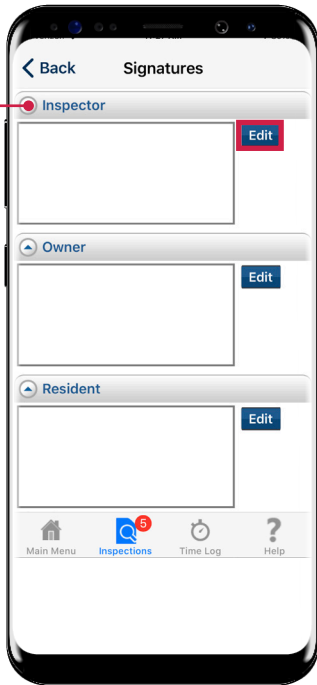 Back Signatures
Inspector
Edit
Owner
Edit
Resident
Edit
5
Main Menu Inspections Time Log Help